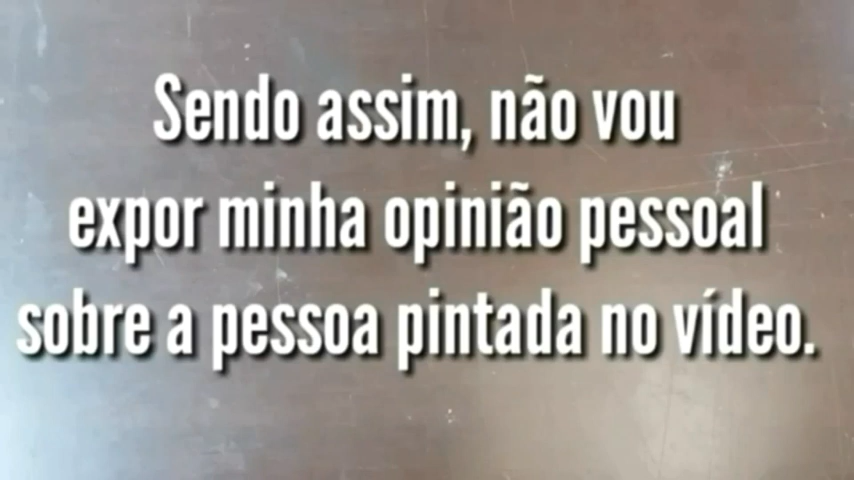 Sendo assim, não vou
expor minha opinião pessoal
sobre a pessoa pintada no vídeo.